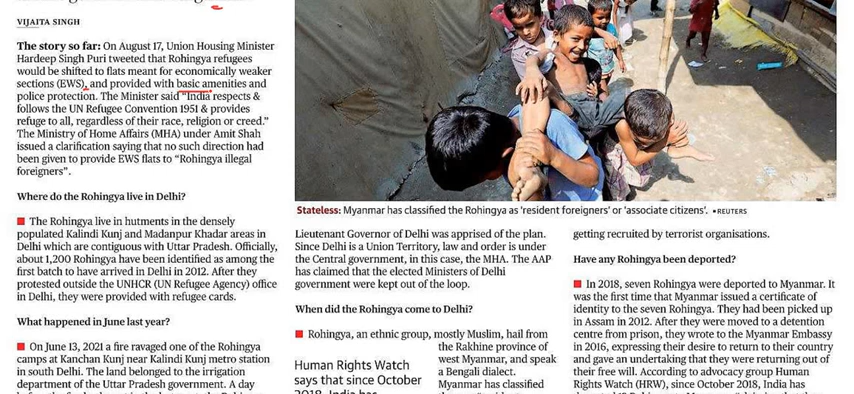 VIJAITA SINGH
The story so far: On August 17, Union Housing Minister
Hardeep Singh Puri tweeted that Rohingya refugees
would be shifted to flats meant for economically weaker
sections (EWS), and provided with basic amenities and
police protection. The Minister said “India respects &
follows the UN Refugee Convention 1951 & provides
refuge to all, regardless of their race, religion or creed.”
The Ministry of Home Affairs (MHA) under Amit Shah
issued a clarification saying that no such direction had
been given to provide EWS flats to “Rohingya illegal
foreigners”.
Where do the Rohingya live in Delhi?
The Rohingya live in hutments in the densely
populated Kalindi Kunj and Madanpur Khadar areas in
Delhi which are contiguous with Uttar Pradesh. Officially,
about 1,200 Rohingya have been identified as among the
first batch to have arrived in Delhi in 2012. After they
protested outside the UNHCR (UN Refugee Agency) office
in Delhi, they were provided with refugee cards.
What happened in June last year?
On June 13, 2021 a fire ravaged one of the Rohingya
camps at Kanchan Kunj near Kalindi Kunj metro station
in south Delhi. The land belonged to the irrigation
department of the Uttar Pradesh government. A day
Stateless: Myanmar has classified the Rohingya as 'resident foreigners' or 'associate citizens'. •REUTERS
Lieutenant Governor of Delhi was apprised of the plan.
Since Delhi is a Union Territory, law and order is under
the Central government, in this case, the MHA. The AAP
has claimed that the elected Ministers of Delhi
government were kept out of the loop.
When did the Rohingya come to Delhi?
Rohingya, an ethnic group, mostly Muslim, hail from
the Rakhine province of
west Myanmar, and speak
a Bengali dialect.
Myanmar has classified
Human Rights Watch
says that since October
2018, India has
getting recruited by terrorist organisations.
Have any Rohingya been deported?
In 2018, seven Rohingya were deported to Myanmar. It
was the first time that Myanmar issued a certificate of
identity to the seven Rohingya. They had been picked up
in Assam in 2012. After they were moved to a detention
centre from prison, they wrote to the Myanmar Embassy
in 2016, expressing their desire to return to their country
and gave an undertaking that they were returning out of
their free will. According to advocacy group Human
Rights Watch (HRW), since October 2018, India has